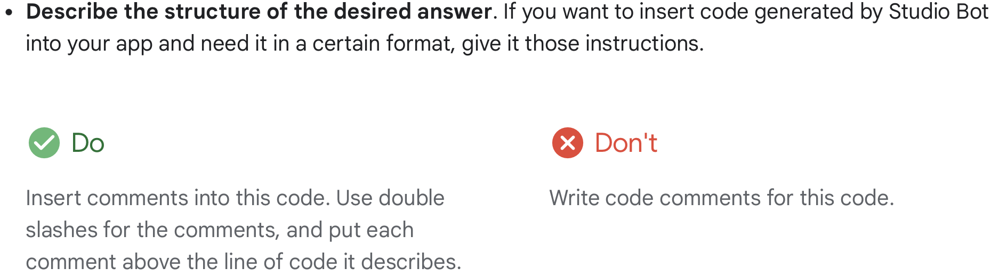 • Describe the structure of the desired answer. If you want to insert code generated by Studio Bot
into your app and need it in a certain format, give it those instructions.
Do
Insert comments into this code. Use double
slashes for the comments, and put each
comment above the line of code it describes.
Don't
Write code comments for this code.